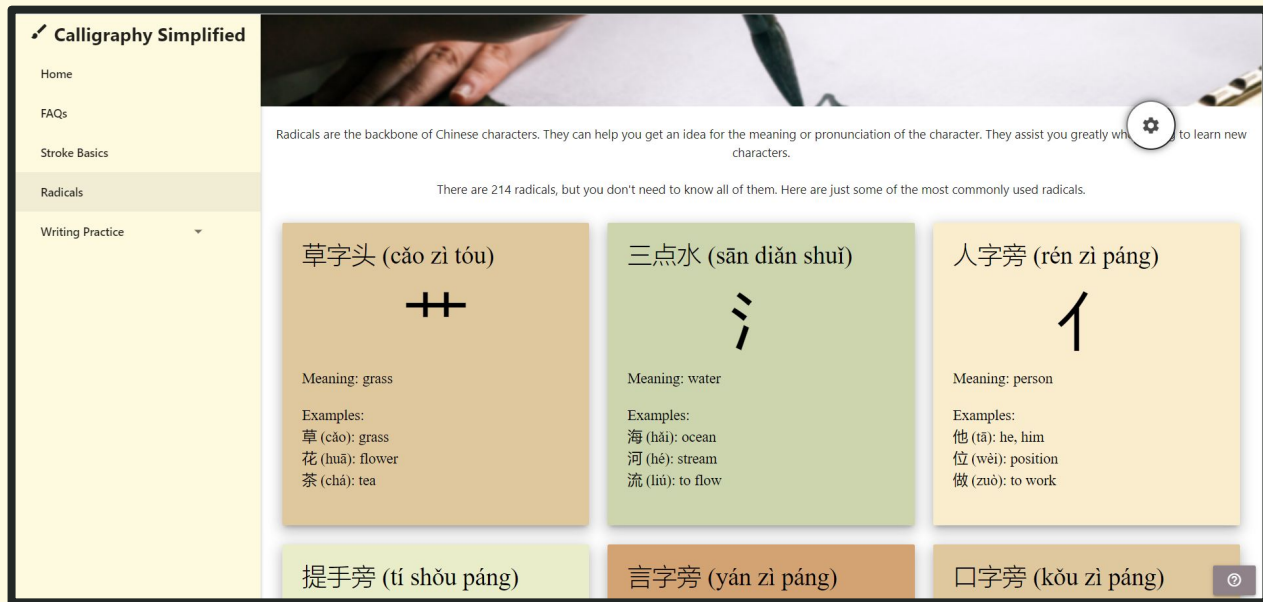 Calligraphy Simplified
Home
FAQs
Stroke Basics
Radicals
Writing Practice
Radicals are the backbone of Chinese characters. They can help you get an idea for the meaning or pronunciation of the character. They assist you greatly to learn new
characters.
There are 214 radicals, but you don't need to know all of them. Here are just some of the most commonly used radicals.
草字头 (cǎo zì tóu)
艹
Meaning: grass
Examples:
草 (cǎo): grass
花 (huā): flower
茶 (chá): tea
三点水 (sān diǎn shuǐ)
氵
Meaning: water
Examples:
海 (hǎi): ocean
河 (hé): stream
流 (liú): to flow
人字旁 (rén zì páng)
亻
Meaning: person
Examples:
他 (tā): he, him
位 (wèi): position
做 (zuò): to work
提手旁 (tí shǒu páng)
言字旁 (yán zì páng)
口字旁 (kǒu zì páng)